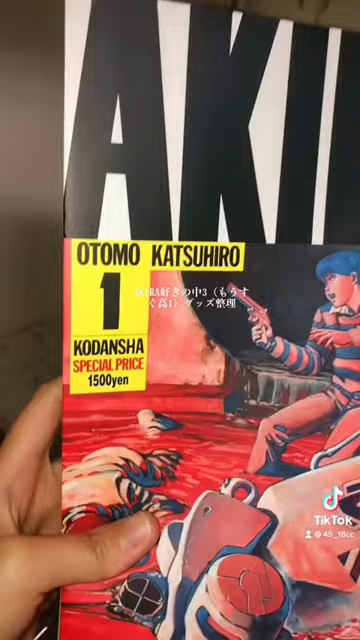 AKI
OTOMO KATSUHIRO
1
KODANSHA
SPECIAL PRICE
1500yen
AKIRA好きの中3（もうす
ぐ高1）グッズ整理
TikTok
@45_18cc